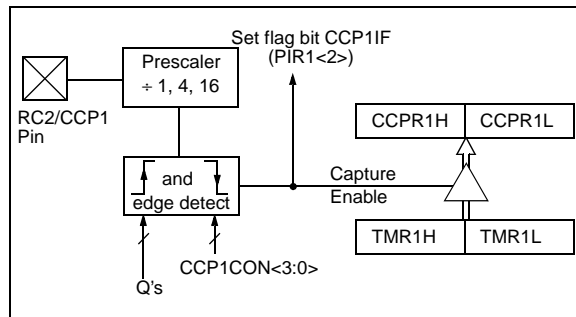 Set flag bit CCP1IF
(PIR1<2>)
Prescaler
÷ 1, 4, 16
RC2/CCP1
Pin
CCPR1H
CCPR1L
and
edge detect
Capture
Enable
TMR1H
TMR1L
CCP1CON<3:0>
Q's